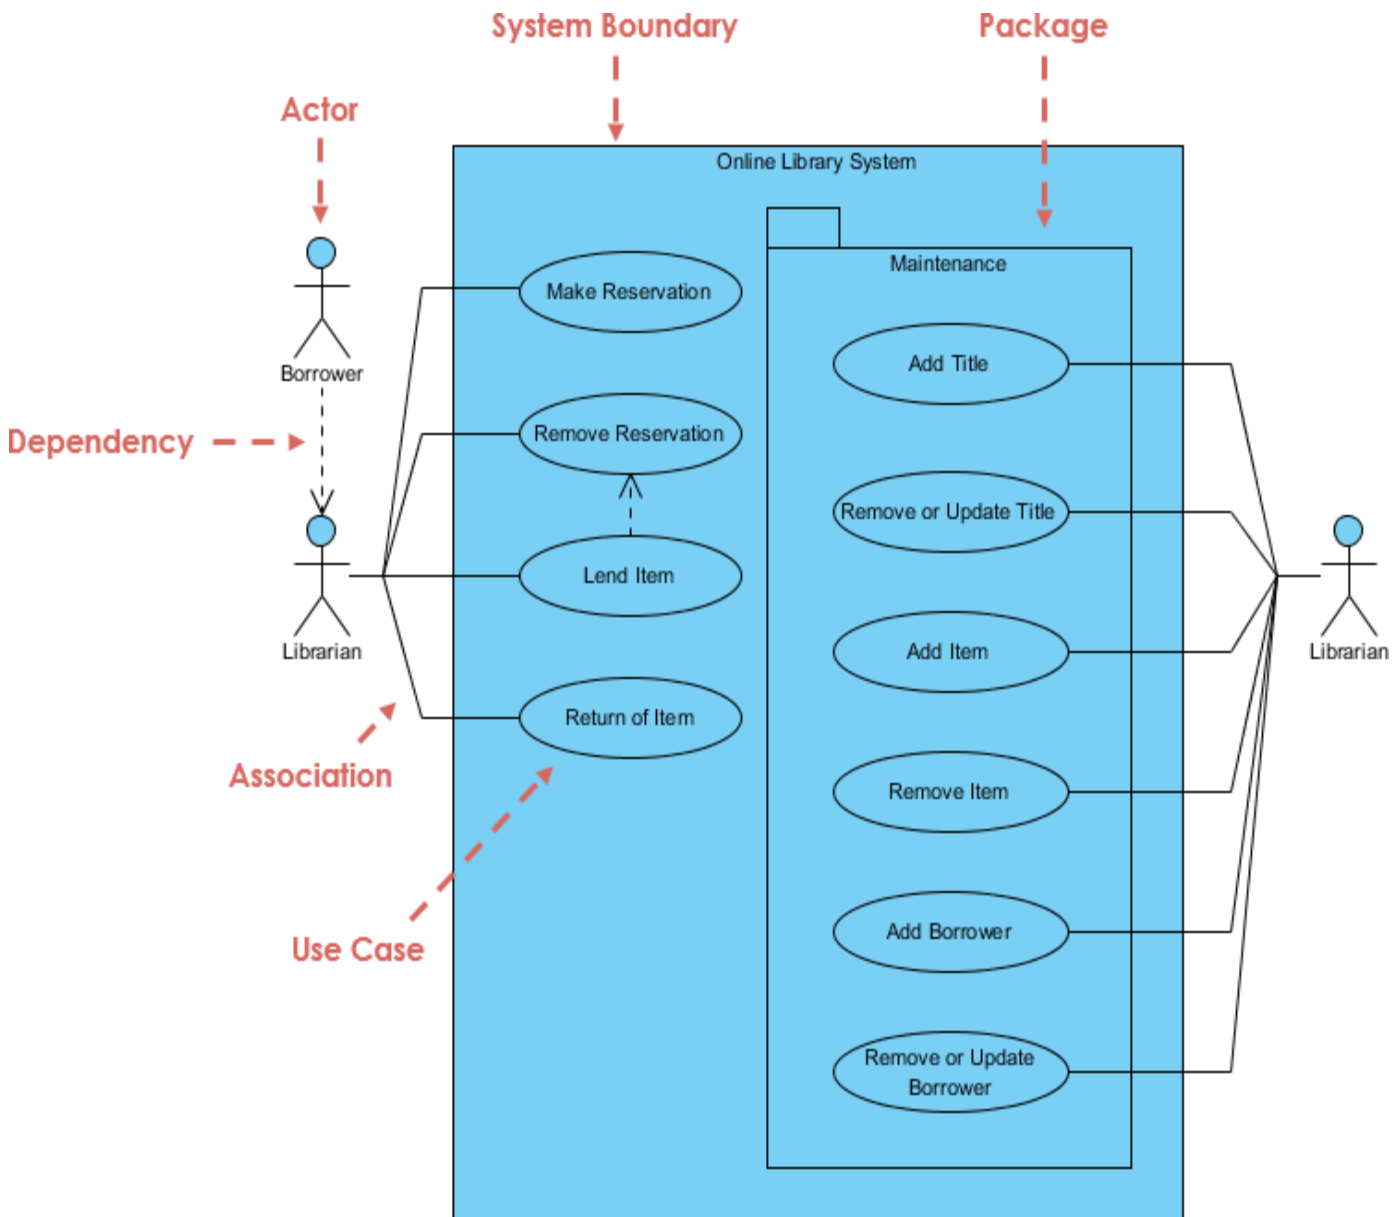 System Boundary
Package
Actor
Online Library System
Maintenance
Make Reservation
Add Title
Borrower
Remove Reservation
Dependency
Remove or Update Title
Lend Item
Librarian
Add Item
Librarian
Return of Item
Association
Remove Item
Add Borrower
Use Case
Remove or Update
Borrower